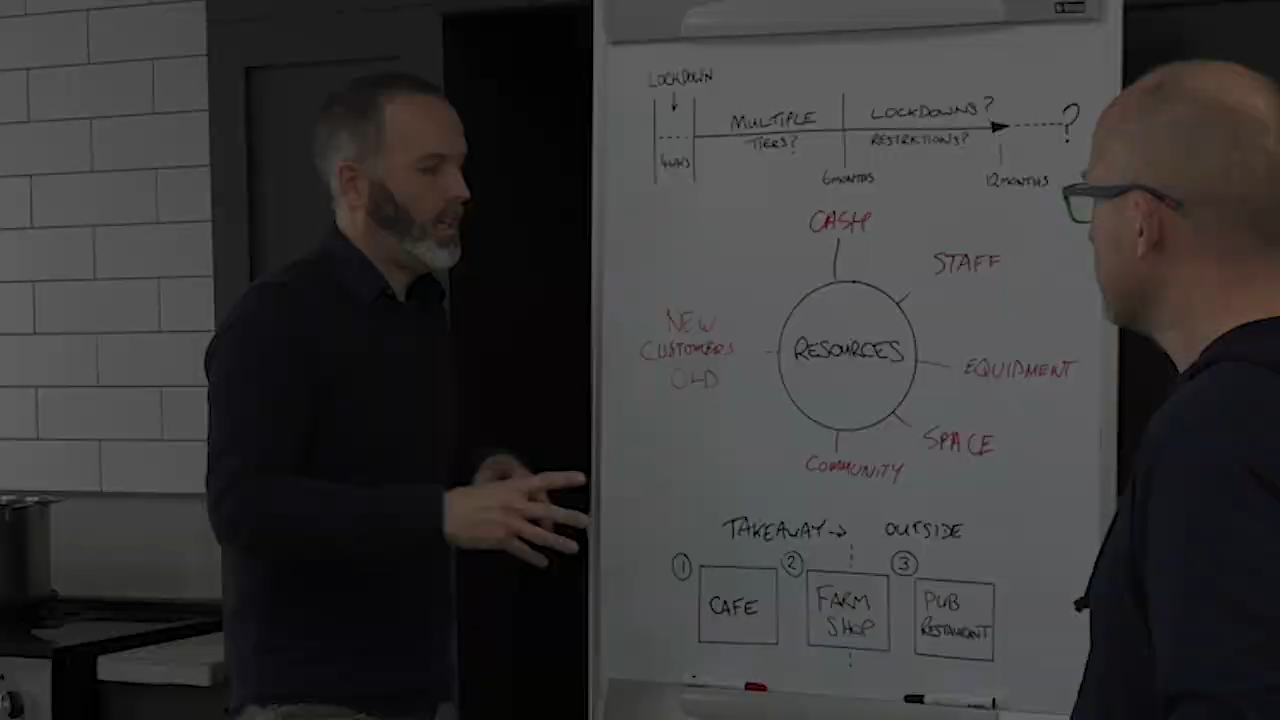 LOCKDOWN
MULTIPLE
LOCKDOWNS?
?
TIERS?
RESTRICTIONS?
4WKS
6MONTHS
12MONTHS
CASH
STAFF
NEW
CUSTOMERS
OLD
RESOURCES
EQUIPMENT
SPACE
COMMUNITY
TAKEAWAY→ OUTSIDE
1 2 3
CAFE
FARM
SHOP
PUB
RESTAURANT